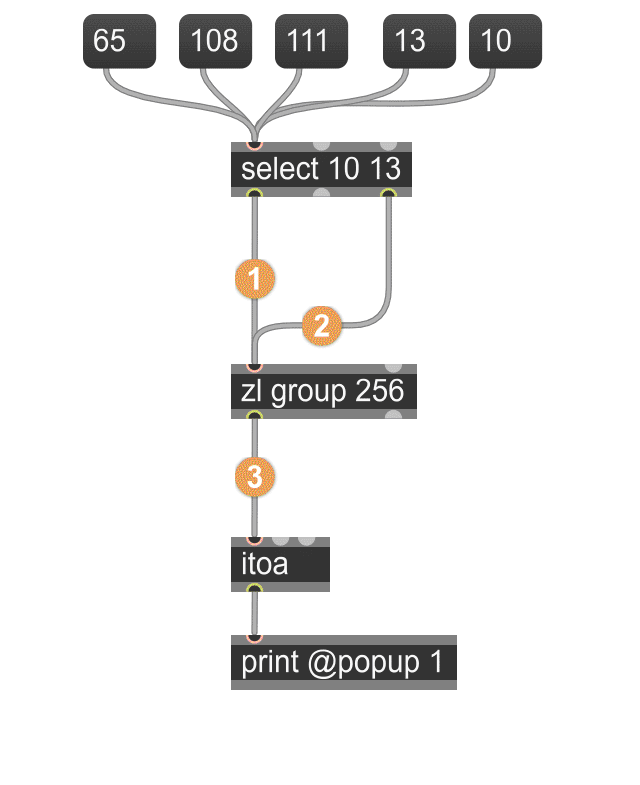 65 108 111 13 10
select 10 13
1
2
zl group 256
3
itoa
print @popup 1